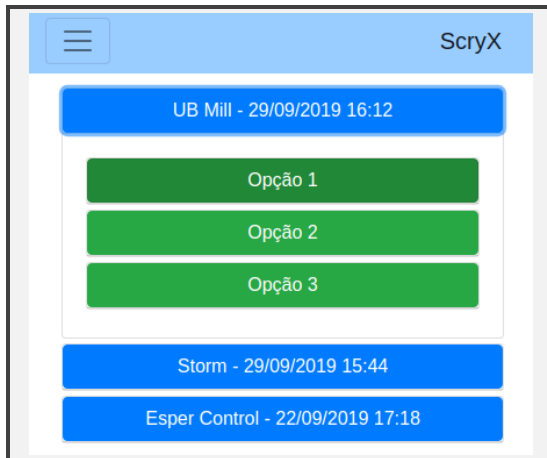 ScryX
UB Mill - 29/09/2019 16:12
Opção 1
Opção 2
Opção 3
Storm - 29/09/2019 15:44
Esper Control - 22/09/2019 17:18